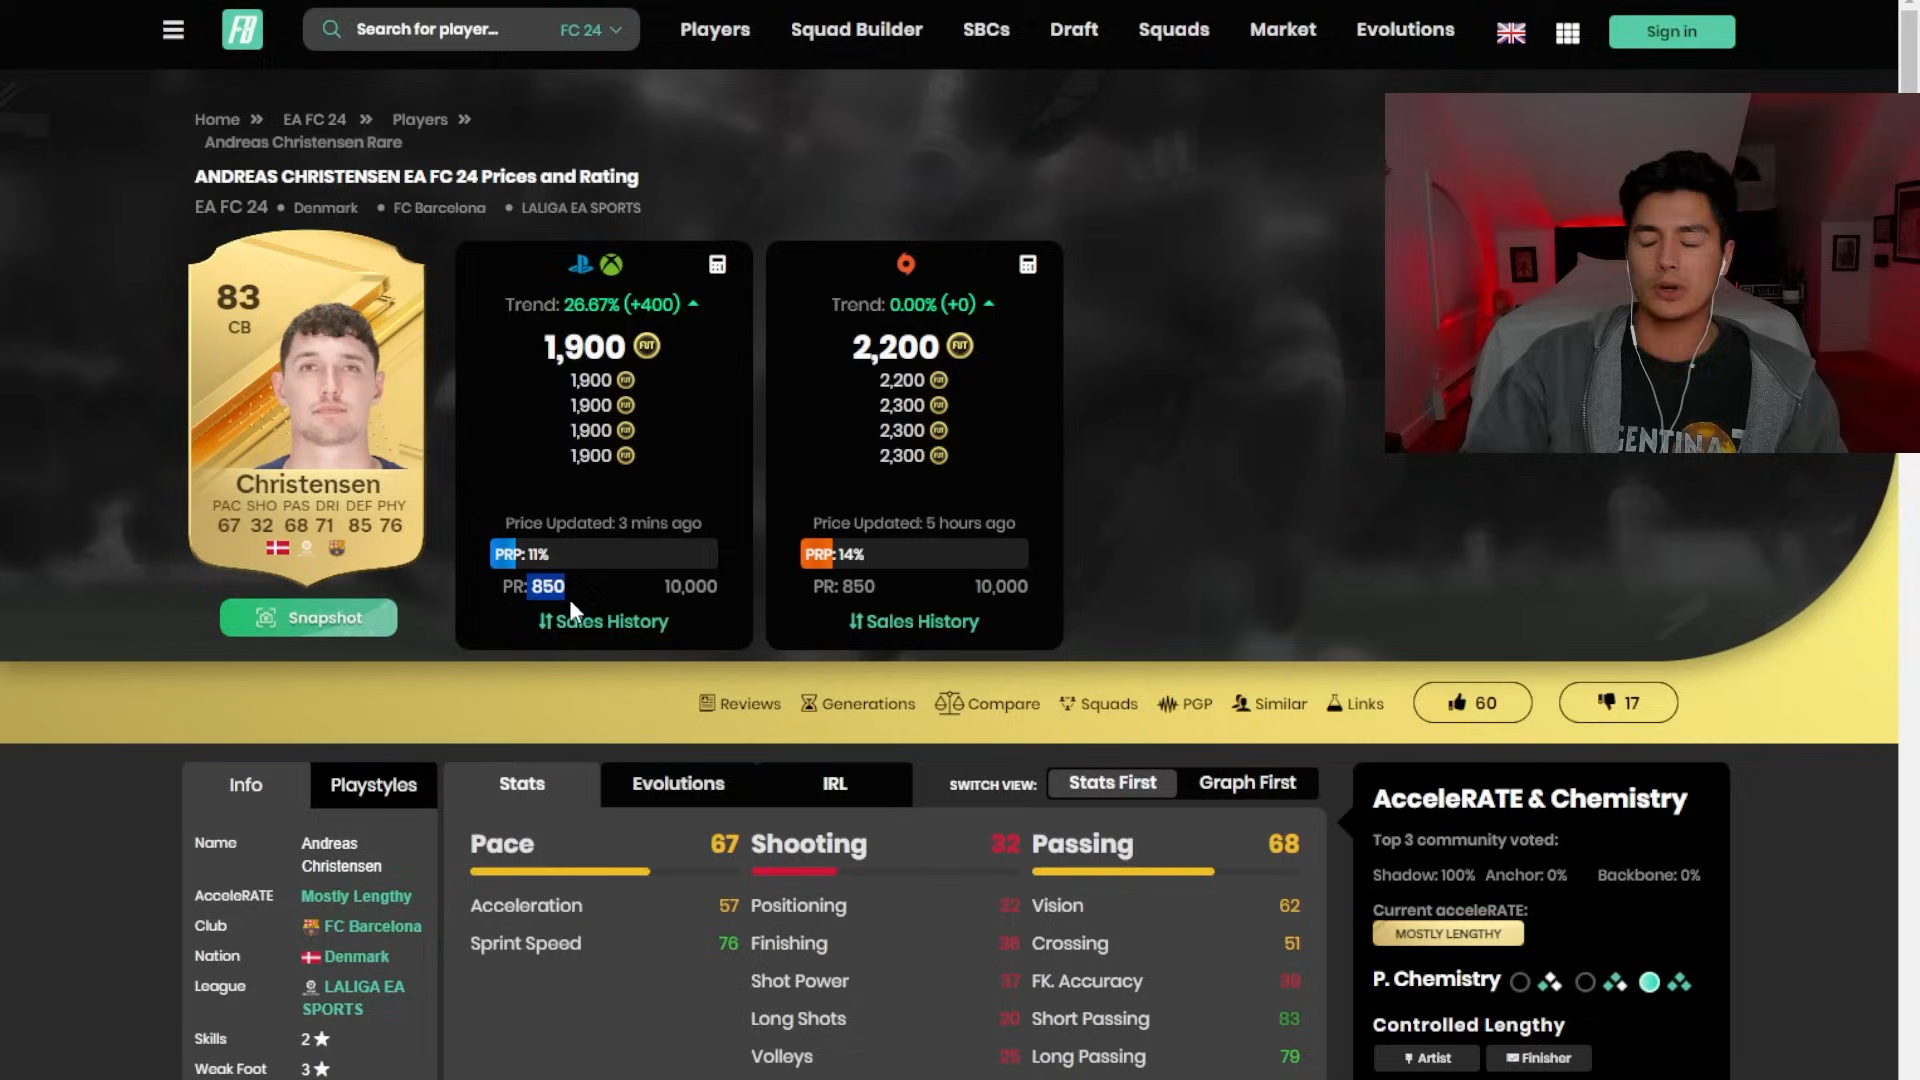 Search for player...
FC 24
Players
Squad Builder
SBCs
Draft
Squads
Market
Evolutions
Sign in
Home >> EA FC 24 >> Players >>
Andreas Christensen Rare
ANDREAS CHRISTENSEN EA FC 24 Prices and Rating
EA FC 24 • Denmark • FC Barcelona • LALIGA EA SPORTS
83
CB
Christensen
PAC SHO PAS DRI DEF PHY
67 32 68 71 85 76
Snapshot
Trend: 26.67% (+400)
1,900
1,900
1,900
1,900
1,900
Price Updated: 3 mins ago
PRP: 11%
PR: 850 10,000
Sales History
Trend: 0.00% (+0)
2,200
2,200
2,300
2,300
2,300
Price Updated: 5 hours ago
PRP: 14%
PR: 850 10,000
Sales History
Reviews
Generations
Compare
Squads
PGP
Similar
Links
60
17
Info
Playstyles
Name Andreas
Christensen
AcceleRATE Mostly Lengthy
Club FC Barcelona
Nation Denmark
League LALIGA EA
SPORTS
Skills 2
Weak Foot 3
Stats
Evolutions
IRL
SWITCH VIEW:
Stats First
Graph First
Pace 67
Acceleration 57
Sprint Speed 76
Shooting 32
Positioning
Finishing
Shot Power 37
Long Shots 20
Volleys
Passing 68
Vision 62
Crossing 51
FK. Accuracy
Short Passing 83
Long Passing 79
AcceleRATE & Chemistry
Top 3 community voted:
Shadow: 100% Anchor: 0% Backbone: 0%
Current acceleRATE:
MOSTLY LENGTHY
P. Chemistry
Controlled Lengthy
Artist
Finisher